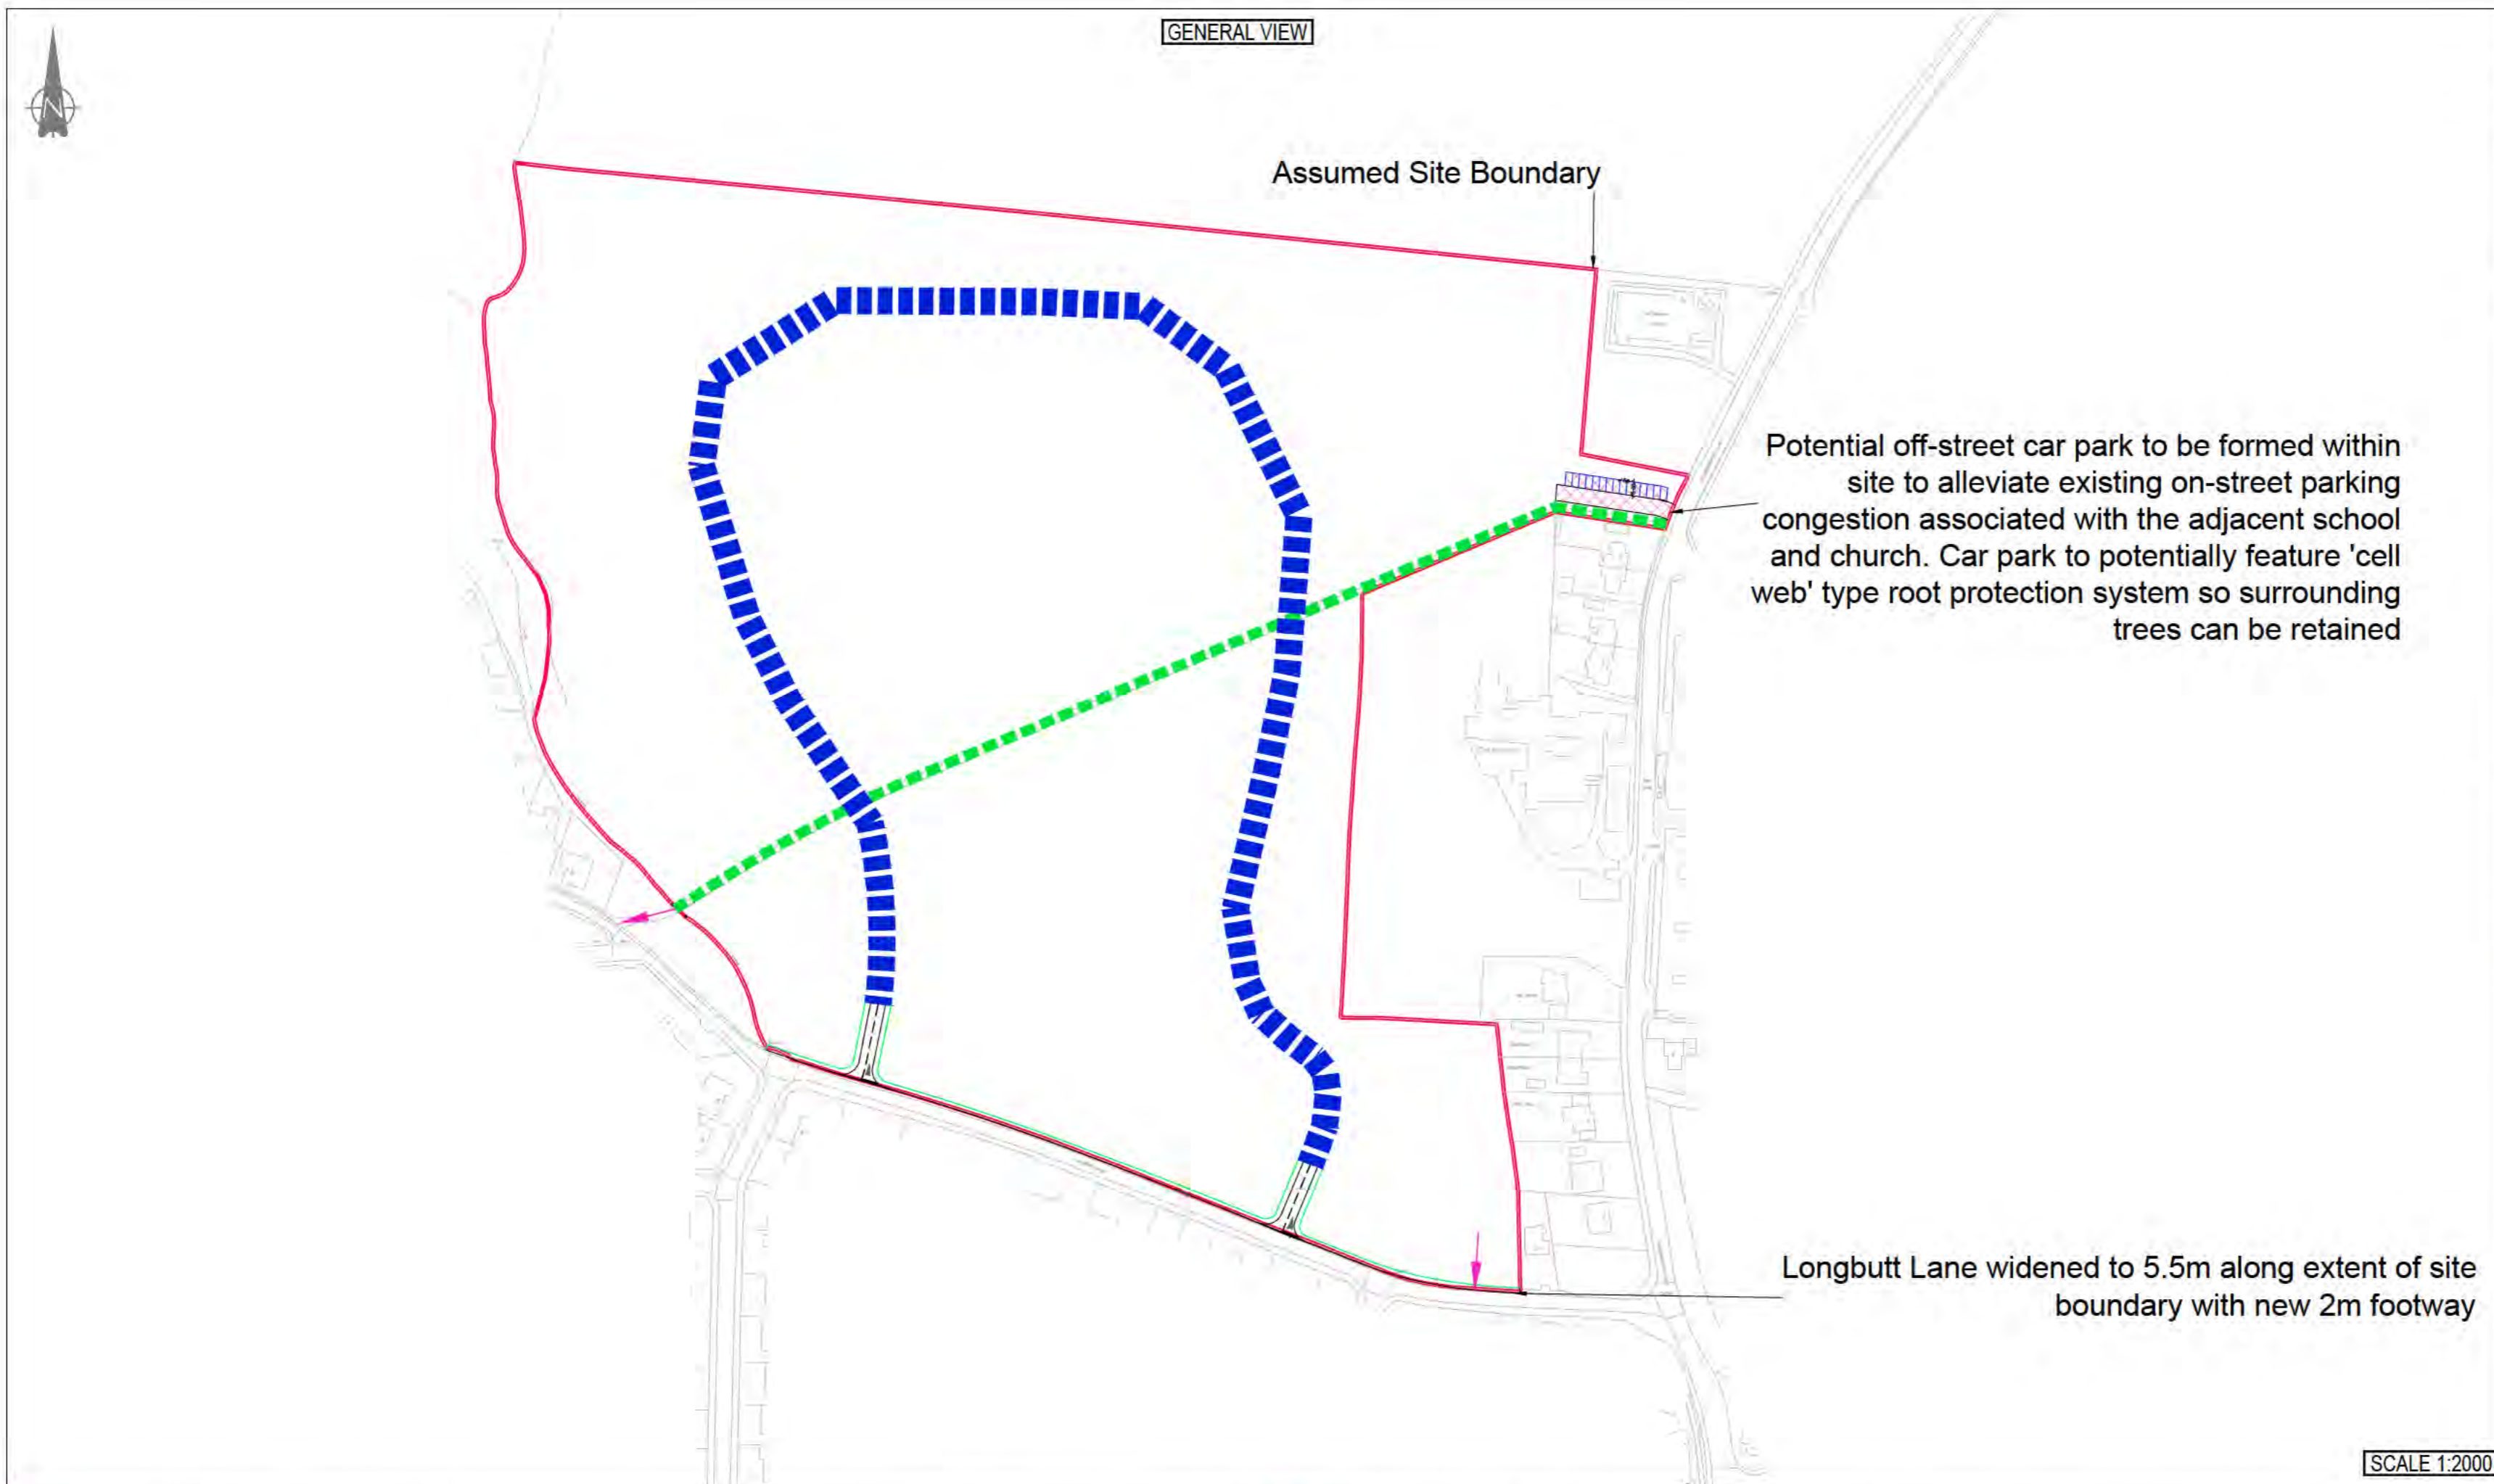 GENERAL VIEW
N
Assumed Site Boundary
Potential off-street car park to be formed within
site to alleviate existing on-street parking
congestion associated with the adjacent school
and church. Car park to potentially feature 'cell
web' type root protection system so surrounding
trees can be retained
Longbutt Lane widened to 5.5m along extent of site
boundary with new 2m footway
SCALE 1:2000